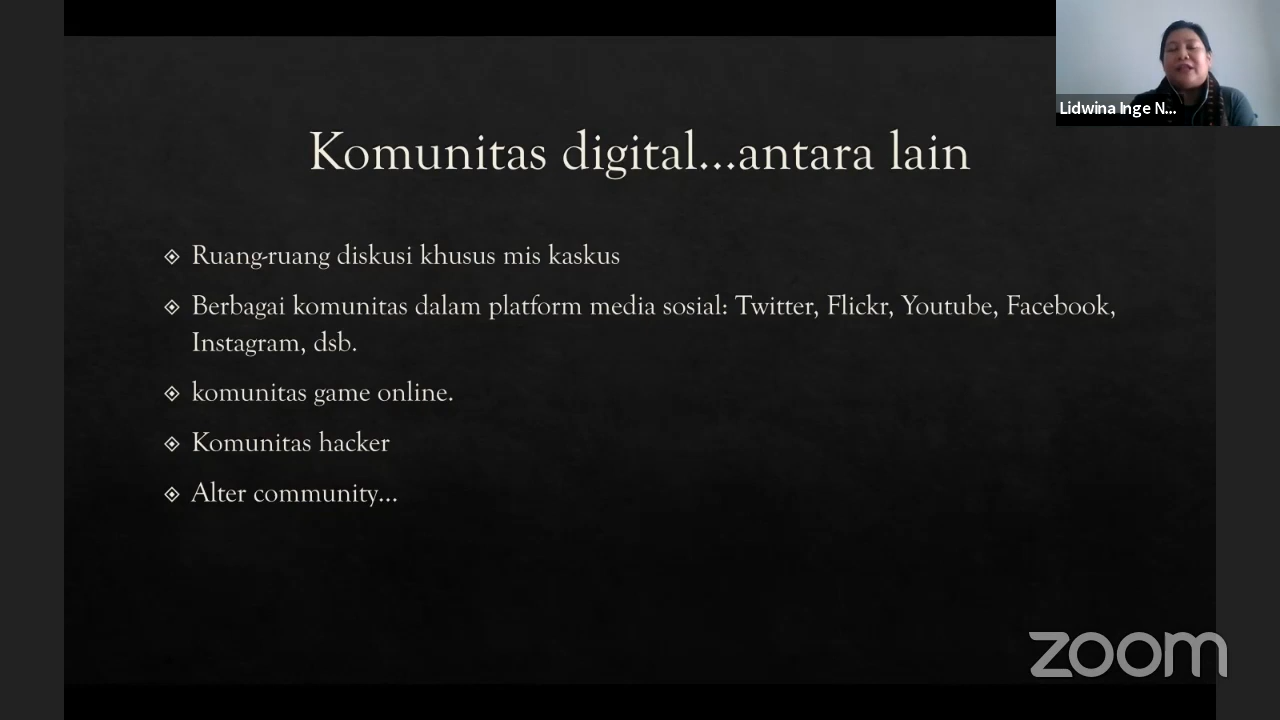 Lidwina Inge N...
Komunitas digital...antara lain
Ruang-ruang diskusi khusus mis kaskus
Berbagai komunitas dalam platform media sosial: Twitter, Flickr, Youtube, Facebook,
Instagram, dsb.
komunitas game online.
Komunitas hacker
Alter community...
zoom